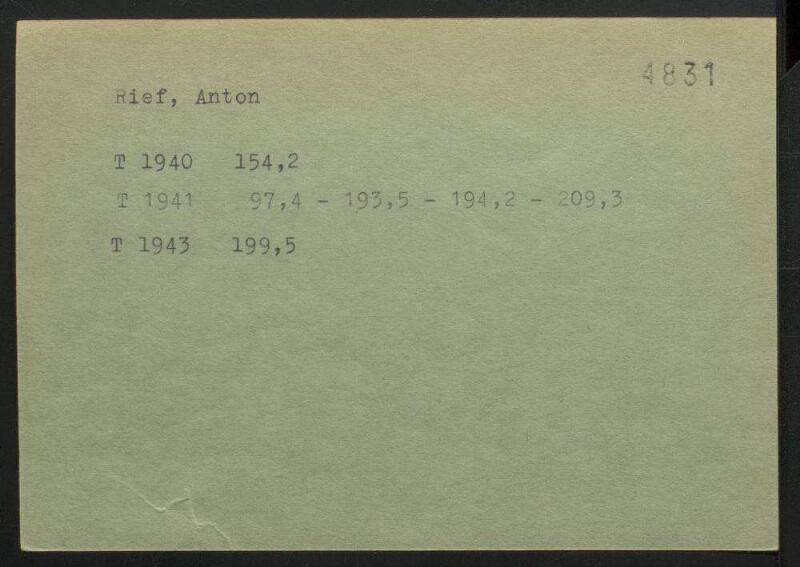 4831
Rief, Anton
T 1940 154,2
T 1941 97,4 - 193,5 - 194,2 - 209,3
T 1943 199,5